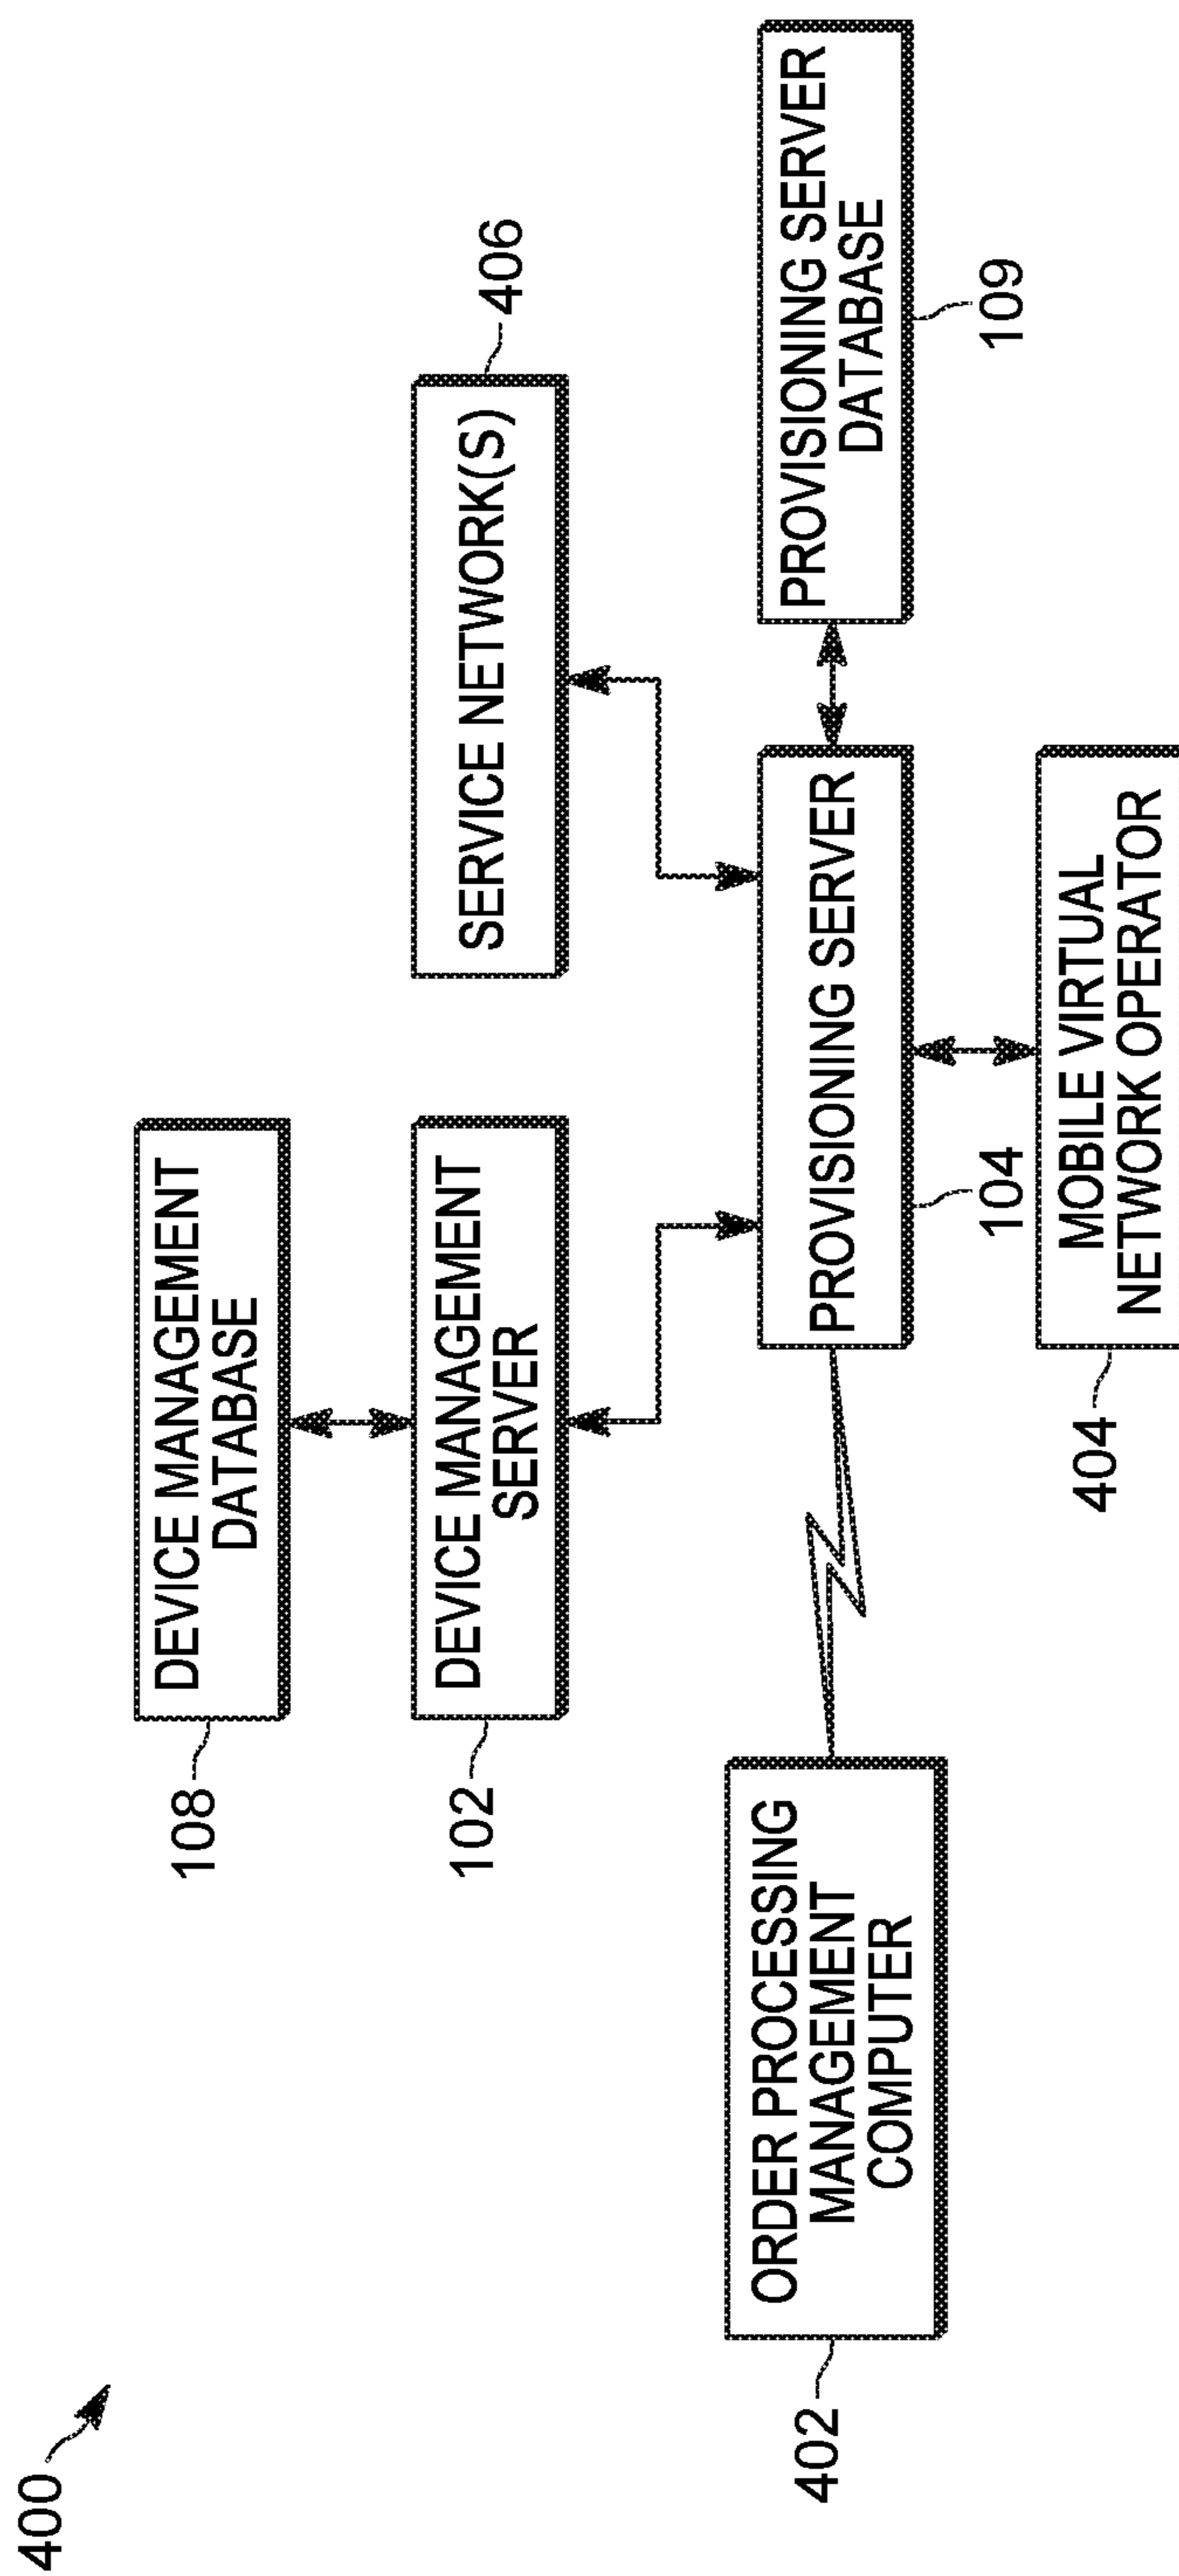 400
DEVICE MANAGEMENT
DATABASE
108
DEVICE MANAGEMENT
SERVER
102
SERVICE NETWORK(S)
406
ORDER PROCESSING
MANAGEMENT
COMPUTER
402
PROVISIONING SERVER
104
PROVISIONING SERVER
DATABASE
109
MOBILE VIRTUAL
NETWORK OPERATOR
404